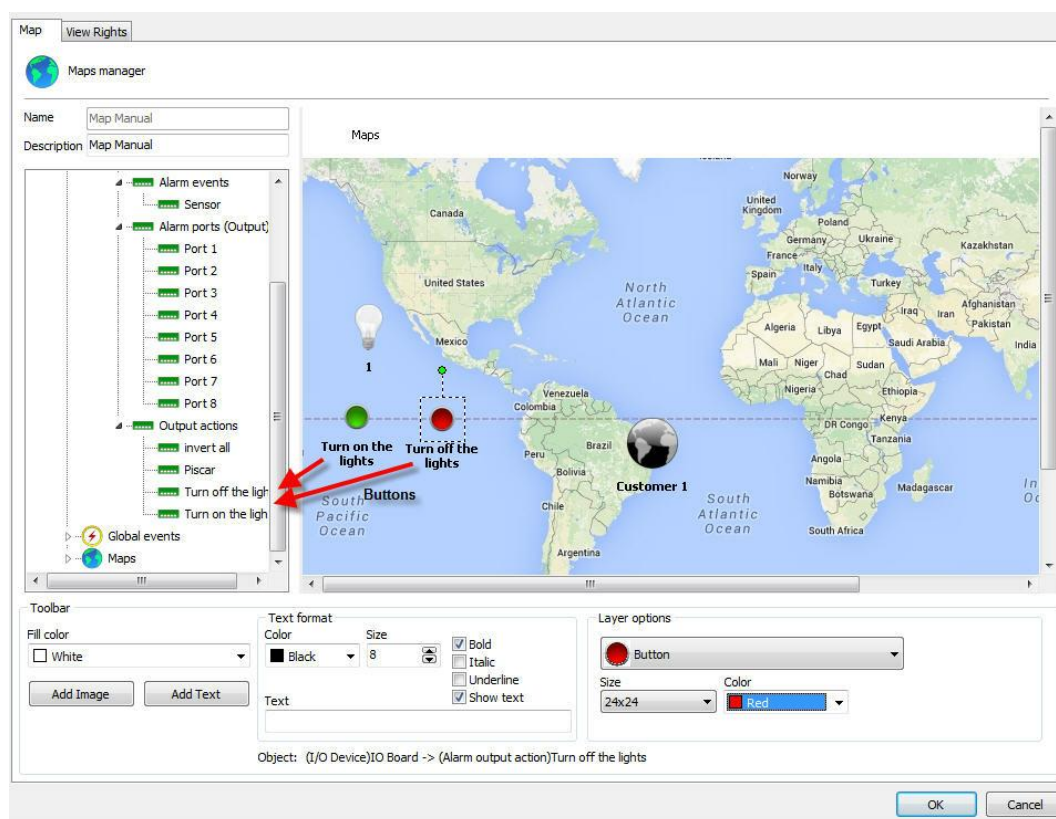 Map
View Rights
Maps manager
Name
Map Manual
Description
Map Manual
Alarm events
Sensor
Alarm ports (Output)
Port 1
Port 2
Port 3
Port 4
Port 5
Port 6
Port 7
Port 8
Output actions
invert all
Piscar
Turn off the ligh
Turn on the ligh
Global events
Maps
Maps
Norway
United
Kingdom
Canada
Poland
Germany
Ukraine
Kazakhstan
France
Italy
Spain
United States
North
Atlantic
Ocean
Turkey
Afghanistan
Iraq
Iran
Pakistan
Algeria
Libya
Egypt
Saudi Arabia
India
Mexico
1
Mali
Niger
Chad
Sudan
Nigeria
Ethiopia
Venezuela
Colombia
Kenya
DR Congo
Tanzania
Turn on the
lights
Turn off the
lights
Peru
Brazil
Angola
Bolivia
Customer 1
Namibia
Botswana
Madagascar
Buttons
South
Pacific
Ocean
Chile
South
Atlantic
Ocean
South Africa
In
Oc
Argentina
Toolbar
Fill color
White
Add Image
Add Text
Text format
Color
Size
Black
8
Bold
Italic
Underline
Show text
Text
Layer options
Button
Size
Color
24x24
Red
Object: (I/O Device)IO Board -> (Alarm output action)Turn off the lights
OK
Cancel